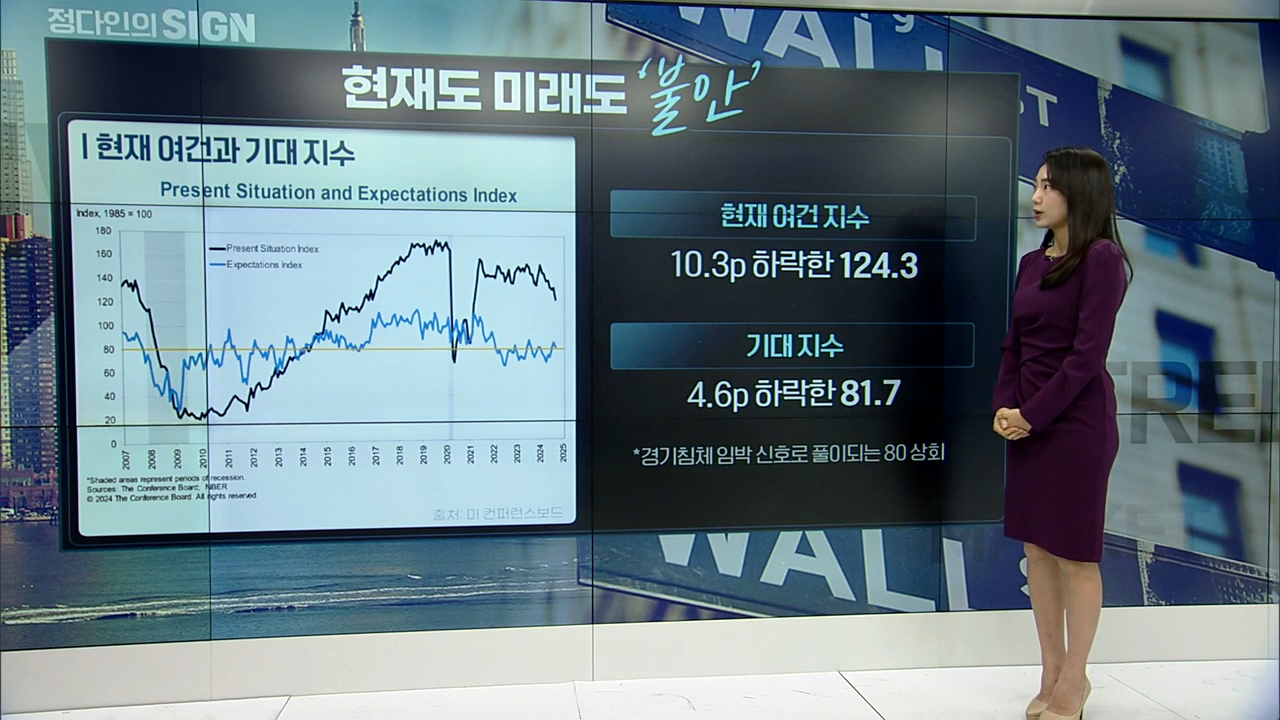 정다인의 SIGN
현재도 미래도 '불안'
현재 여건과 기대 지수
Present Situation and Expectations Index
Index, 1985 = 100
180
160
140
120
100
80
60
40
20
0
Present Situation Index
Expectations Index
2007 2008 2009 2010 2011 2012 2013 2014 2015 2016 2017 2018 2019 2020 2021 2022 2023 2024 2025
*Shaded areas represent periods of recession.
Sources: The Conference Board; NBER
© 2024 The Conference Board. All rights reserved.
출처: 미 컨퍼런스보드
현재 여건 지수
10.3p 하락한 124.3
기대 지수
4.6p 하락한 81.7
*경기침체 임박 신호로 풀이되는 80 상회
WALL
ST
WALL